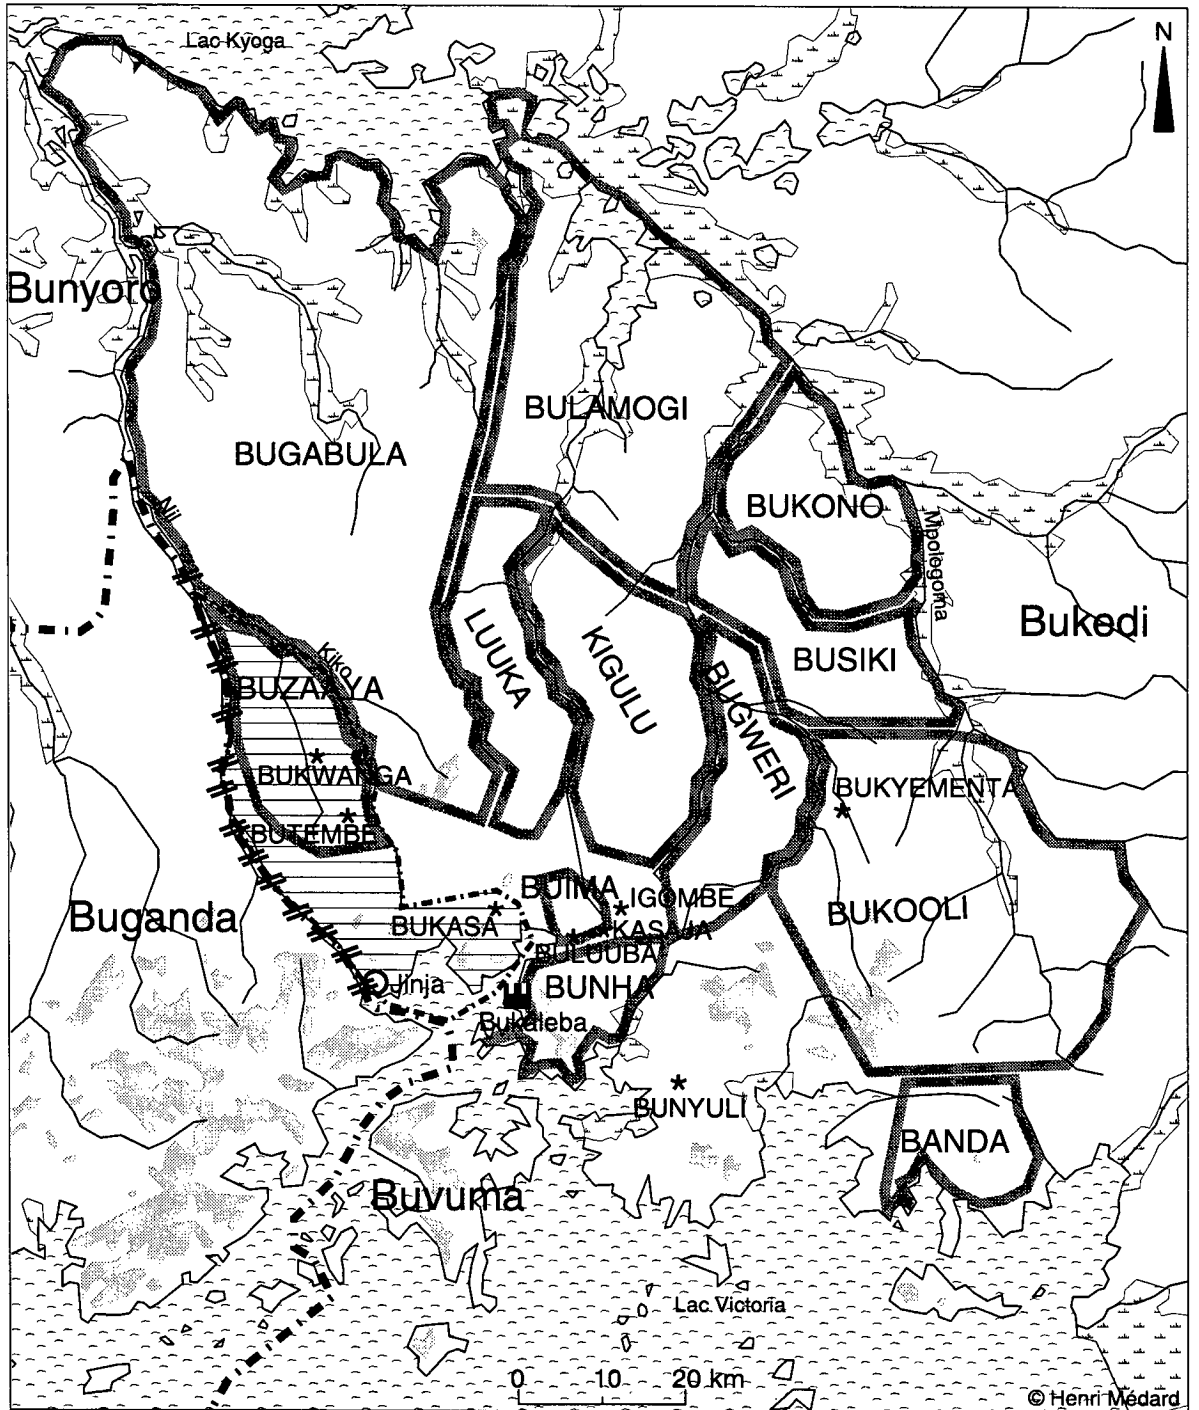 N
Lac Kyoga
Bunyoro
BULAMOGI
BUGABULA
BUKONO
Nil
Mpologoma
Bukedi
LUUKA
KIGULU
BUSIKI
Kiko
BUZAAYA
BUGWERI
BUKWANGA
BUKYEMENTA
BUTEMBE
BUIMA
IGOMBE
Buganda
BUKASA
KASAJA
BUKOOLI
BULUUBA
Jinja
BUNHA
Bukaleba
BUNYULI
BANDA
Buvuma
Lac Victoria
0 10 20 km
© Henri Médard